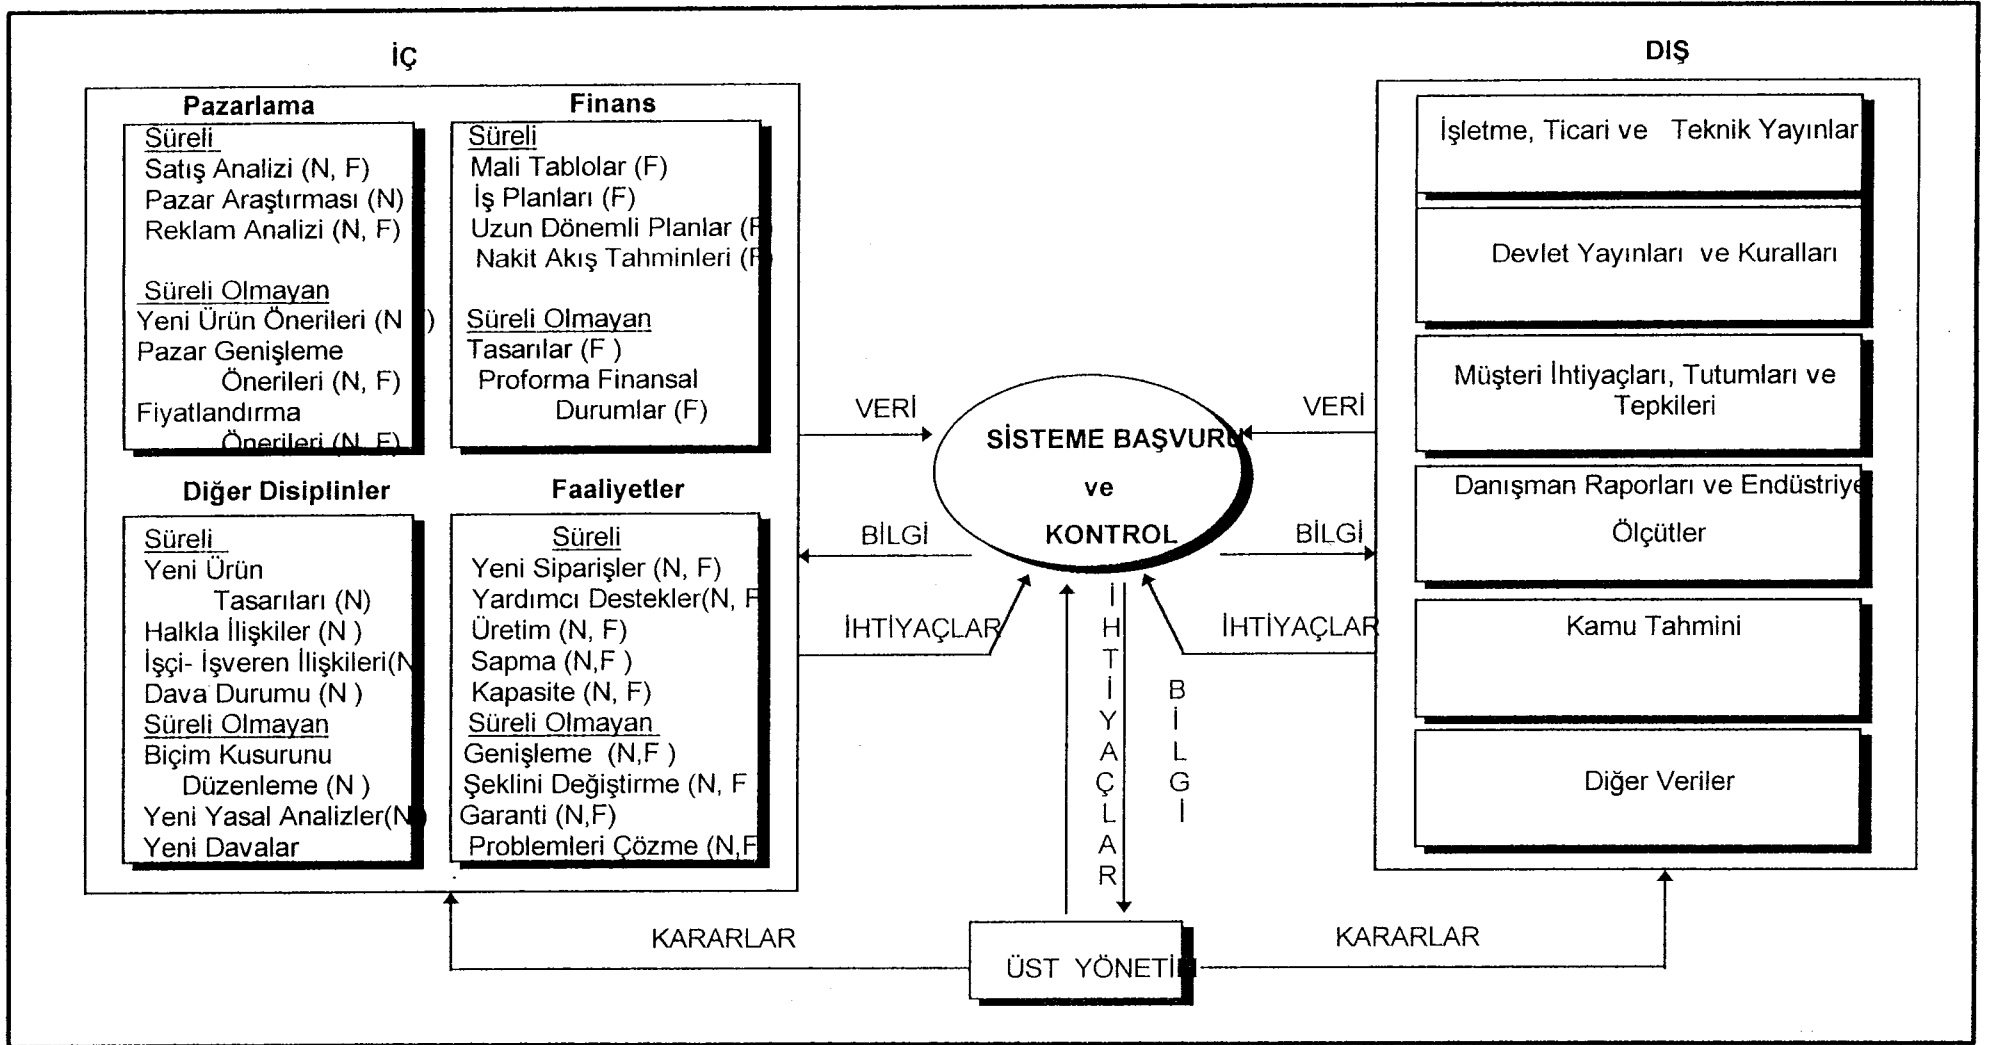 İÇ
Pazarlama
Süreli
Satış Analizi (N, F)
Pazar Araştırması (N)
Reklam Analizi (N, F)
Süreli Olmayan
Yeni Ürün Önerileri (N )
Pazar Genişleme
Önerileri (N, F)
Fiyatlandırma
Önerileri (N, F)
Finans
Süreli
Mali Tablolar (F)
İş Planları (F)
Uzun Dönemli Planlar (F)
Nakit Akış Tahminleri (F)
Süreli Olmayan
Tasarılar (F )
Proforma Finansal
Durumlar (F)
Diğer Disiplinler
Süreli
Yeni Ürün
Tasarıları (N)
Halkla İlişkiler (N )
İşçi- İşveren İlişkileri(N
Dava Durumu (N )
Süreli Olmayan
Biçim Kusurunu
Düzenleme (N )
Yeni Yasal Analizler(N)
Yeni Davalar
Faaliyetler
Süreli
Yeni Siparişler (N, F)
Yardımcı Destekler(N, F
Üretim (N, F)
Sapma (N,F )
Kapasite (N, F)
Süreli Olmayan
Genişleme (N,F )
Şeklini Değiştirme (N, F
Garanti (N,F)
Problemleri Çözme (N,F
VERİ
BİLGİ
İHTİYAÇLAR
SİSTEME BAŞVURU
ve
KONTROL
İHTİYAÇLAR
BİLGİ
VERİ
BİLGİ
İHTİYAÇLAR
DIŞ
İşletme, Ticari ve Teknik Yayınlar
Devlet Yayınları ve Kuralları
Müşteri İhtiyaçları, Tutumları ve
Tepkileri
Danışman Raporları ve Endüstriye
Ölçütler
Kamu Tahmini
Diğer Veriler
KARARLAR
ÜST YÖNETİM
KARARLAR